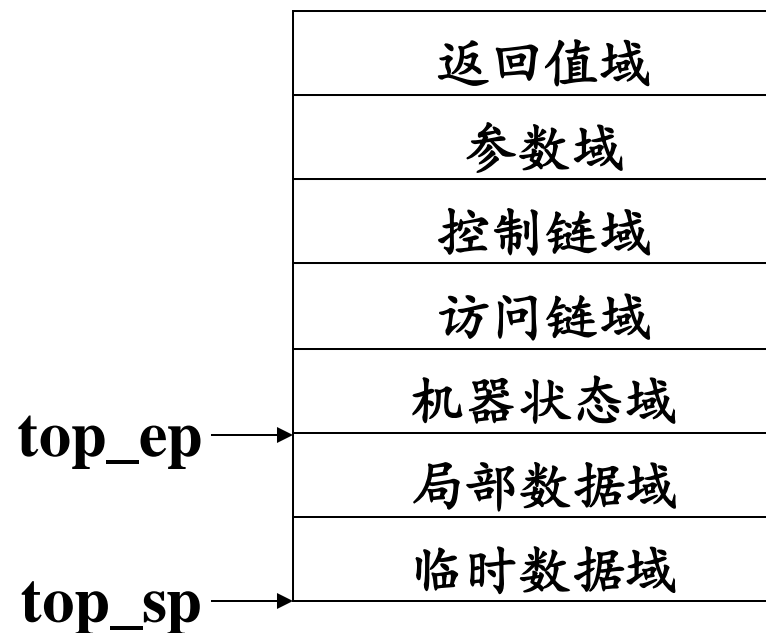 返回值域
参数域
控制链域
访问链域
机器状态域
top_ep
局部数据域
临时数据域
top_sp